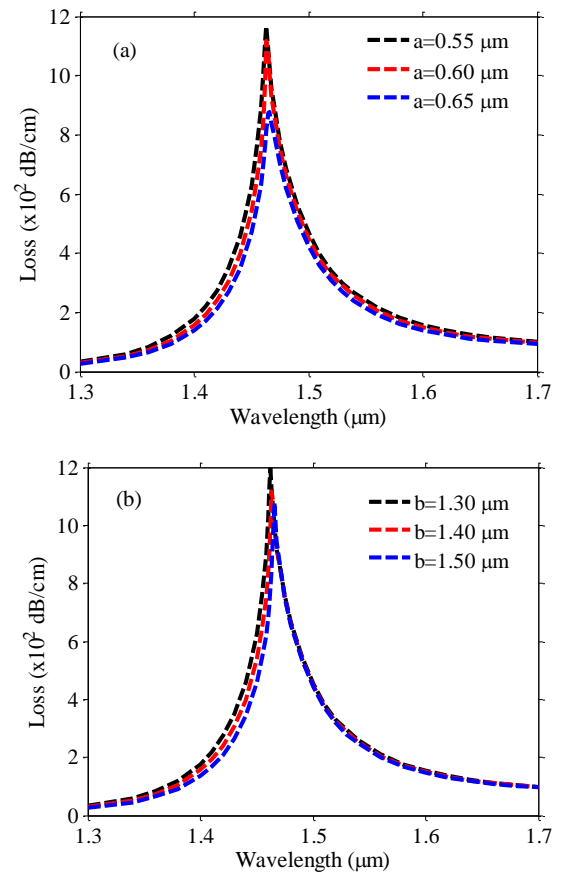 12
10
8
6
4
2
0
Loss (x10² dB/cm)
(a)
a=0.55 μm
a=0.60 μm
a=0.65 μm
1.3 1.4 1.5 1.6 1.7
Wavelength (μm)
12
10
8
6
4
2
0
Loss (x10² dB/cm)
(b)
b=1.30 μm
b=1.40 μm
b=1.50 μm
1.3 1.4 1.5 1.6 1.7
Wavelength (μm)